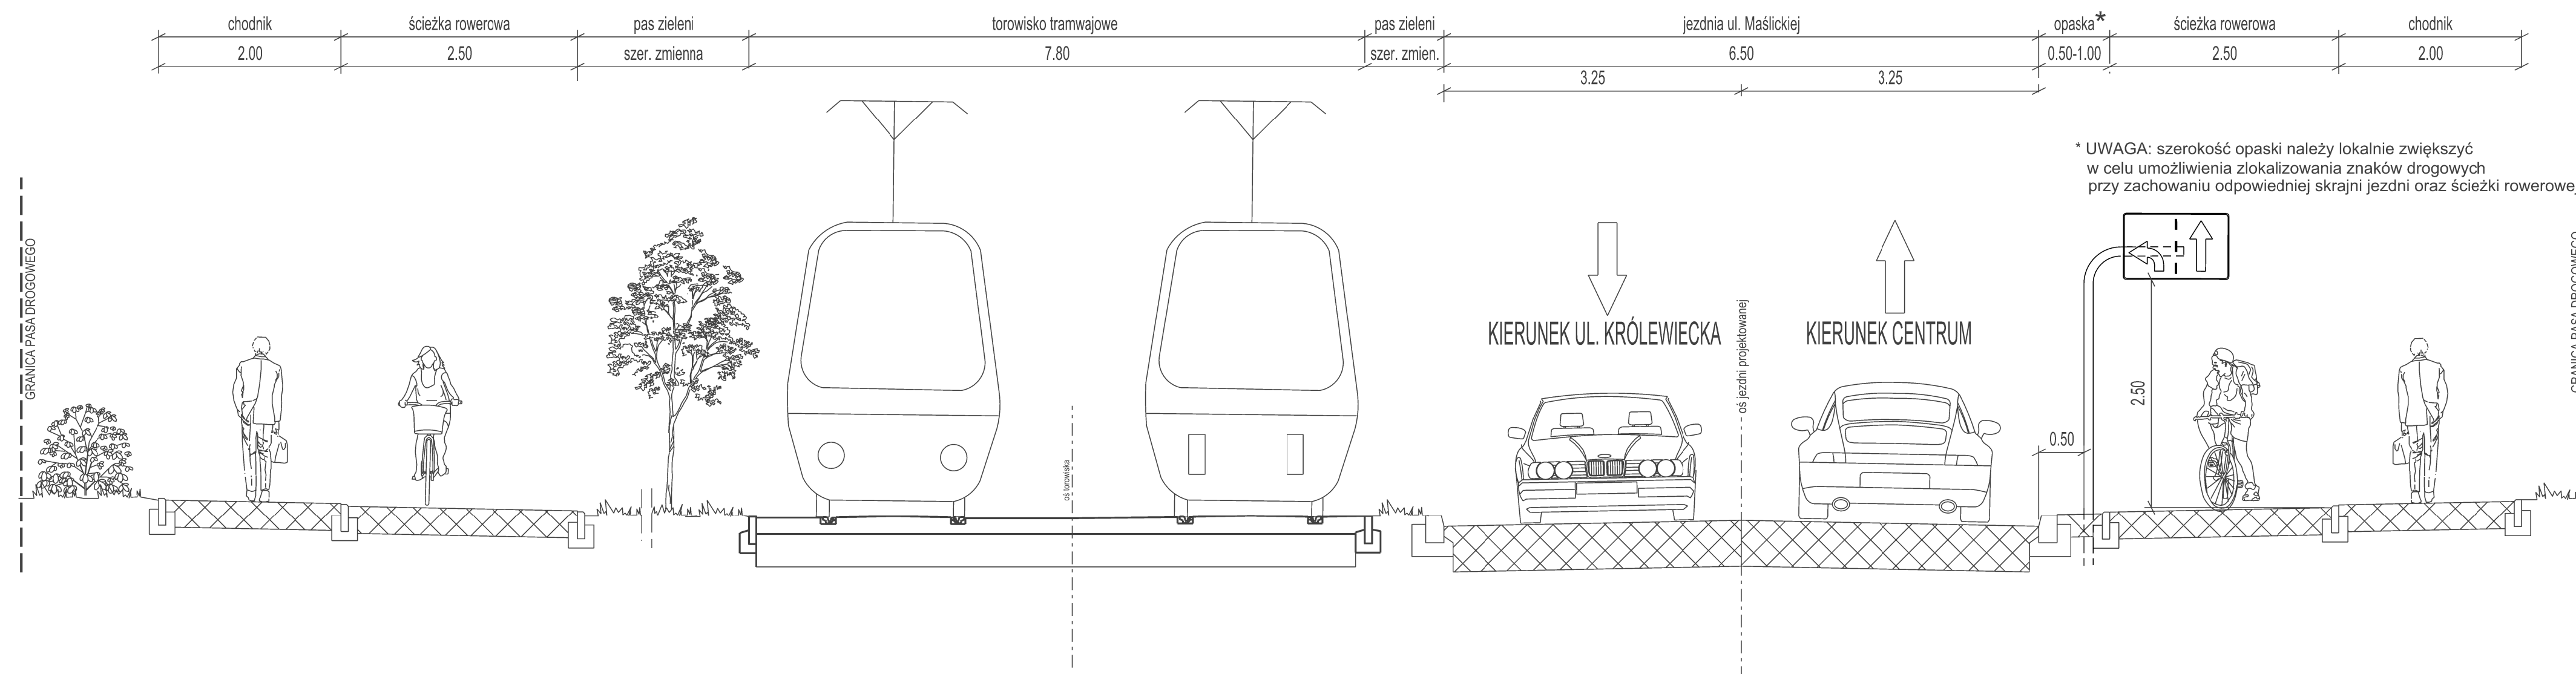 chodnik ścieżka rowerowa pas zieleni torowisko tramwajowe pas zieleni jezdnia ul. Maślickiej opaska* ścieżka rowerowa chodnik
2.00 2.50 szer. zmienna 7.80 szer. zmien. 6.50 0.50-1.00 2.50 2.00
3.25 3.25
* UWAGA: szerokość opaski należy lokalnie zwiększyć
w celu umożliwienia zlokalizowania znaków drogowych
przy zachowaniu odpowiedniej skrajni jezdni oraz ścieżki rowerowej
GRANICA PASA DROGOWEGO
KIERUNEK UL. KRÓLEWIECKA
oś jezdni projektowanej
KIERUNEK CENTRUM
2.50
0.50
oś torowiska
GRANICA PASA DROGOWEGO